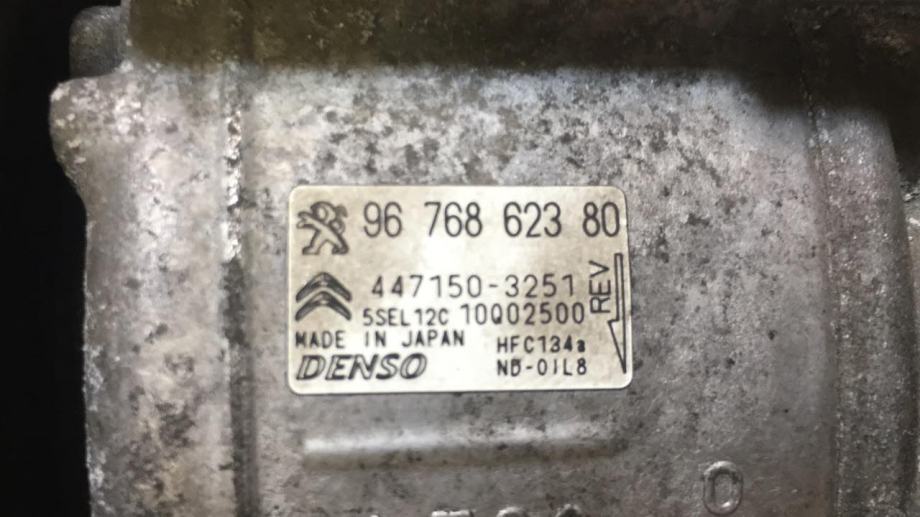 96 768 623 80
447150-3251
5SEL12C 10Q02500
REV
MADE IN JAPAN
HFC134a
DENSO
ND-OIL8
D